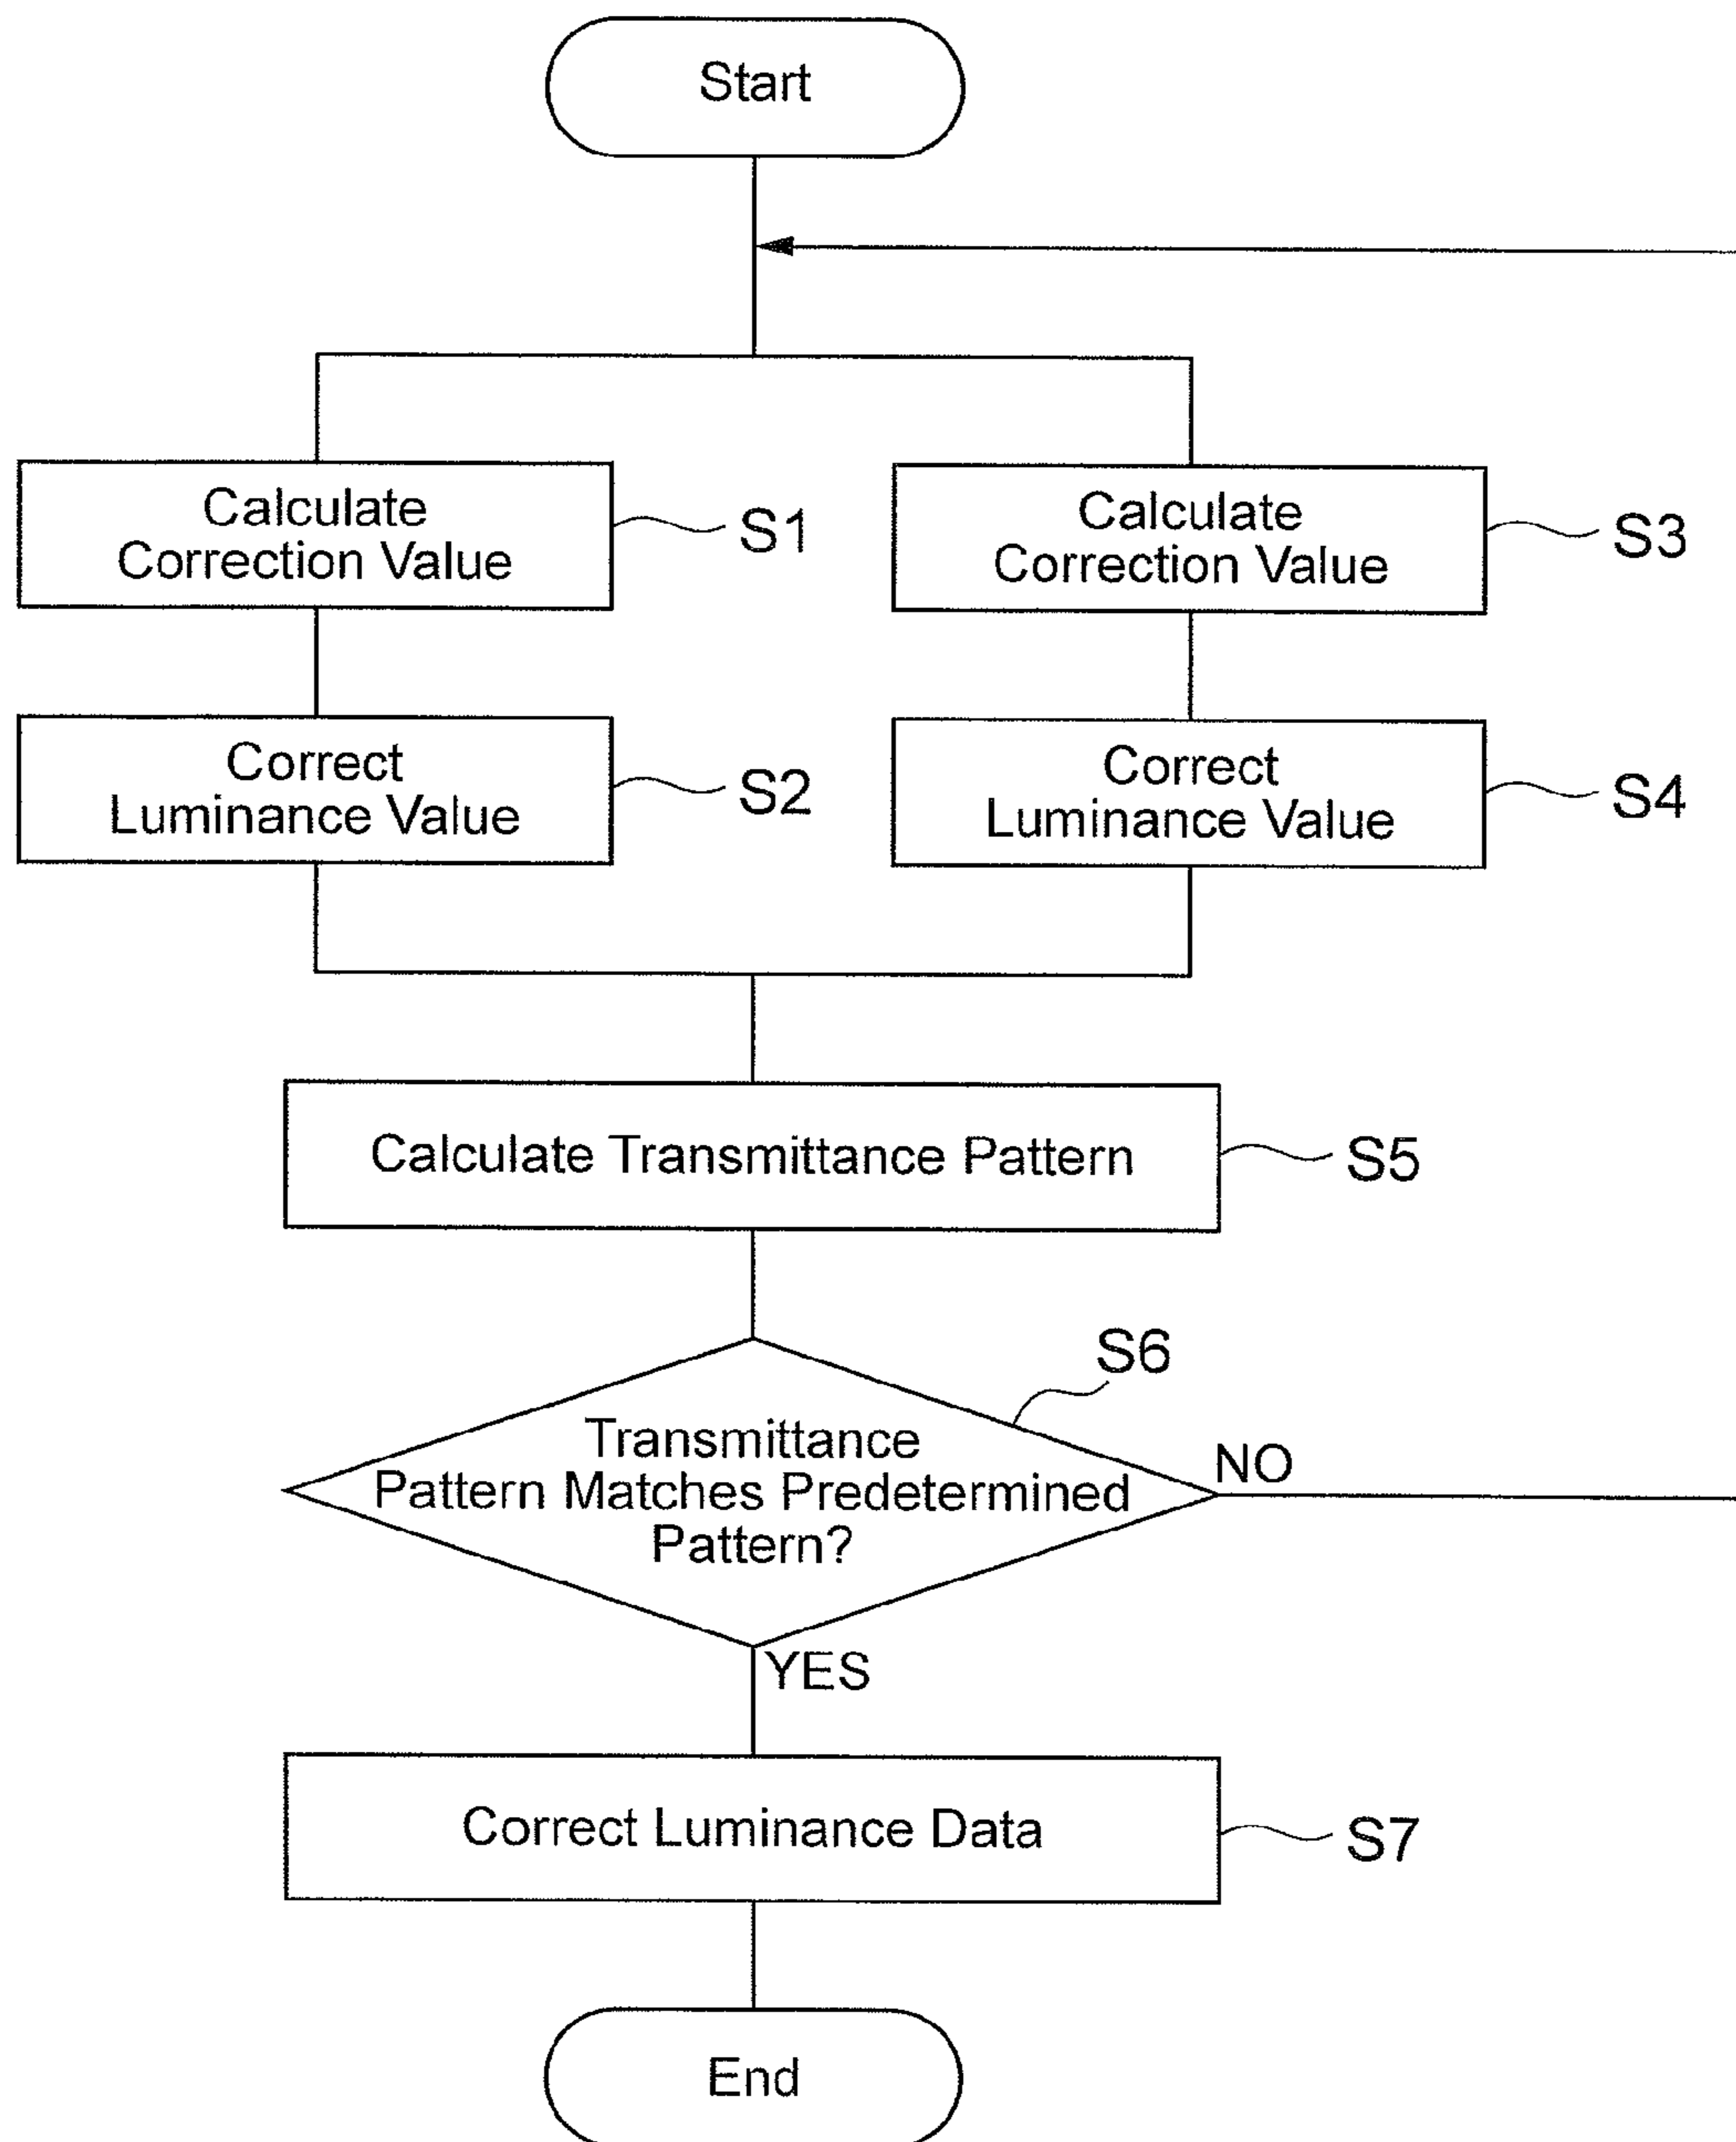 Start
Calculate
Correction Value
S1
Calculate
Correction Value
S3
Correct
Luminance Value
S2
Correct
Luminance Value
S4
Calculate Transmittance Pattern
S5
S6
Transmittance
Pattern Matches Predetermined
Pattern?
NO
YES
Correct Luminance Data
S7
End